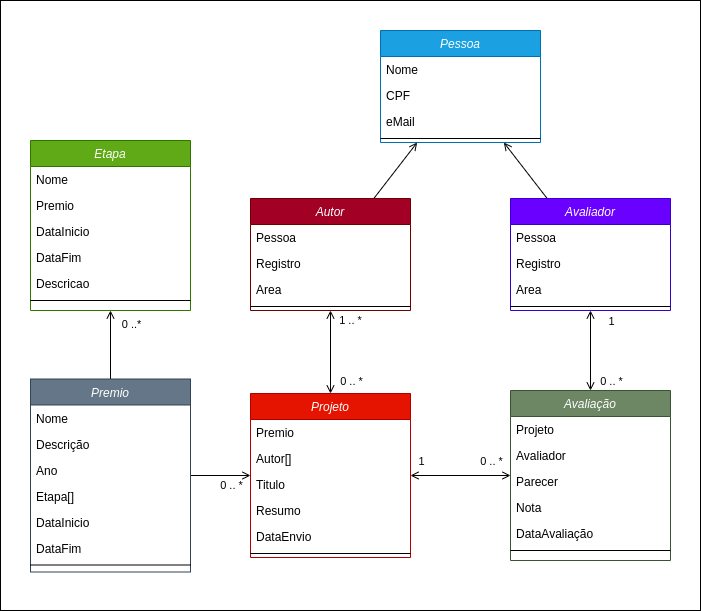 Pessoa
Nome
CPF
eMail
Etapa
Nome
Premio
DataInicio
DataFim
Descricao
Autor
Pessoa
Registro
Area
Avaliador
Pessoa
Registro
Area
0 ..*
1 .. *
1
0 .. *
0 .. *
Premio
Nome
Descrição
Ano
Etapa[]
DataInicio
DataFim
0 .. *
Projeto
Premio
Autor[]
Titulo
Resumo
DataEnvio
1
0 .. *
Avaliação
Projeto
Avaliador
Parecer
Nota
DataAvaliação